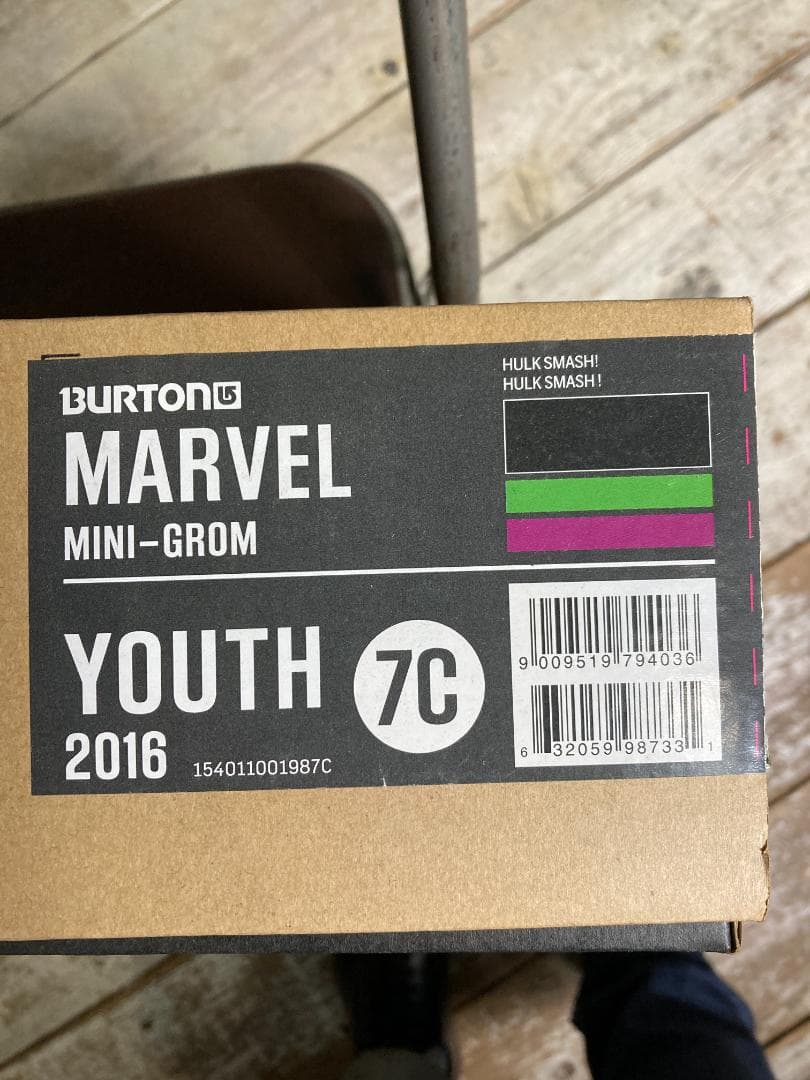 BURTON
MARVEL
MINI-GROM
HULK SMASH!
HULK SMASH!
YOUTH
7C
2016
154011001987C
9 009519 794036
6 32059 98733 1